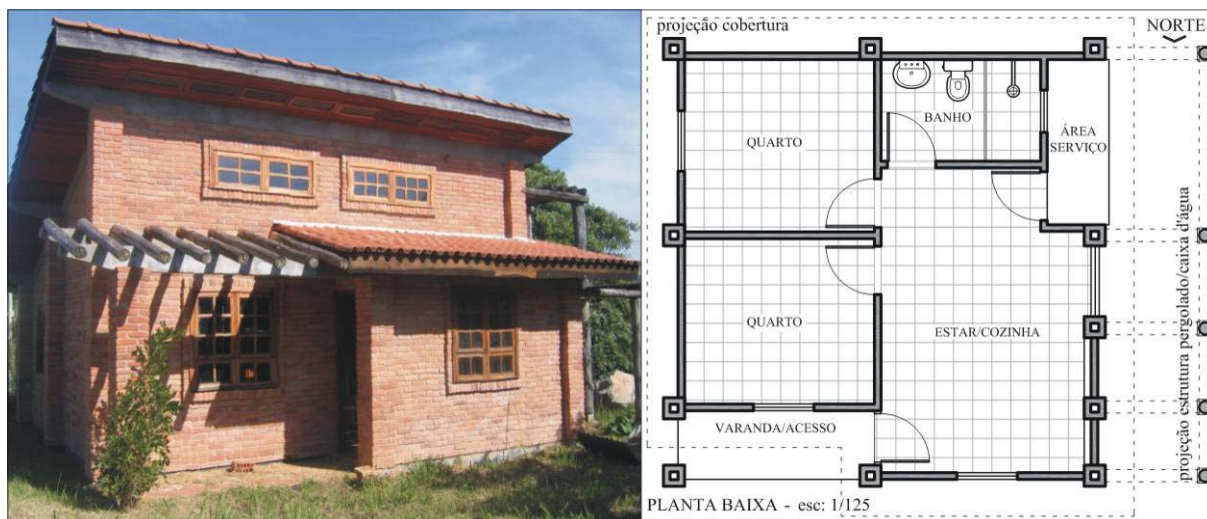 projeção cobertura
NORTE
BANHO
QUARTO
ÁREA
SERVIÇO
QUARTO
ESTAR/COZINHA
VARANDA/ACESSO
projeção estrutura pergolado/caixa d'água
PLANTA BAIXA - esc: 1/125